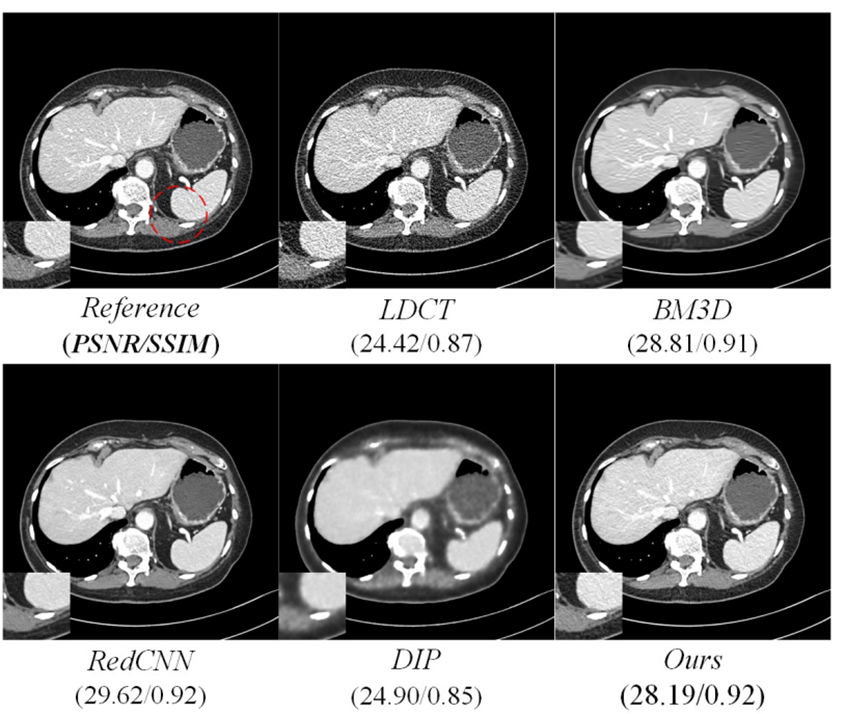 Reference
(PSNR/SSIM)
LDCT
(24.42/0.87)
BM3D
(28.81/0.91)
RedCNN
(29.62/0.92)
DIP
(24.90/0.85)
Ours
(28.19/0.92)